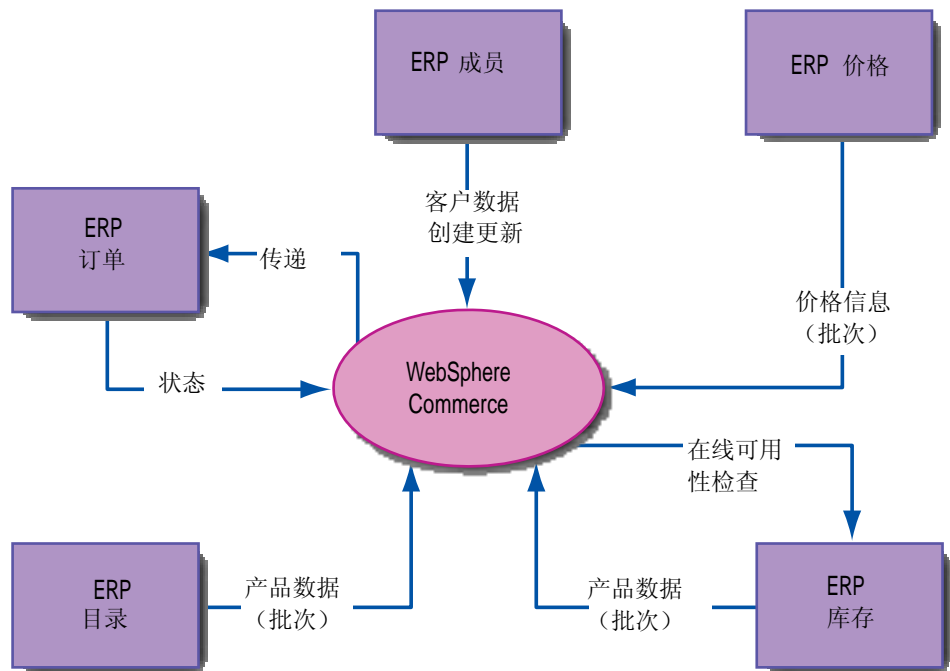 ERP 成员
ERP 价格
客户数据
创建更新
ERP
订单
传递
价格信息
（批次）
状态
WebSphere
Commerce
在线可用
性检查
ERP
目录
产品数据
（批次）
产品数据
（批次）
ERP
库存